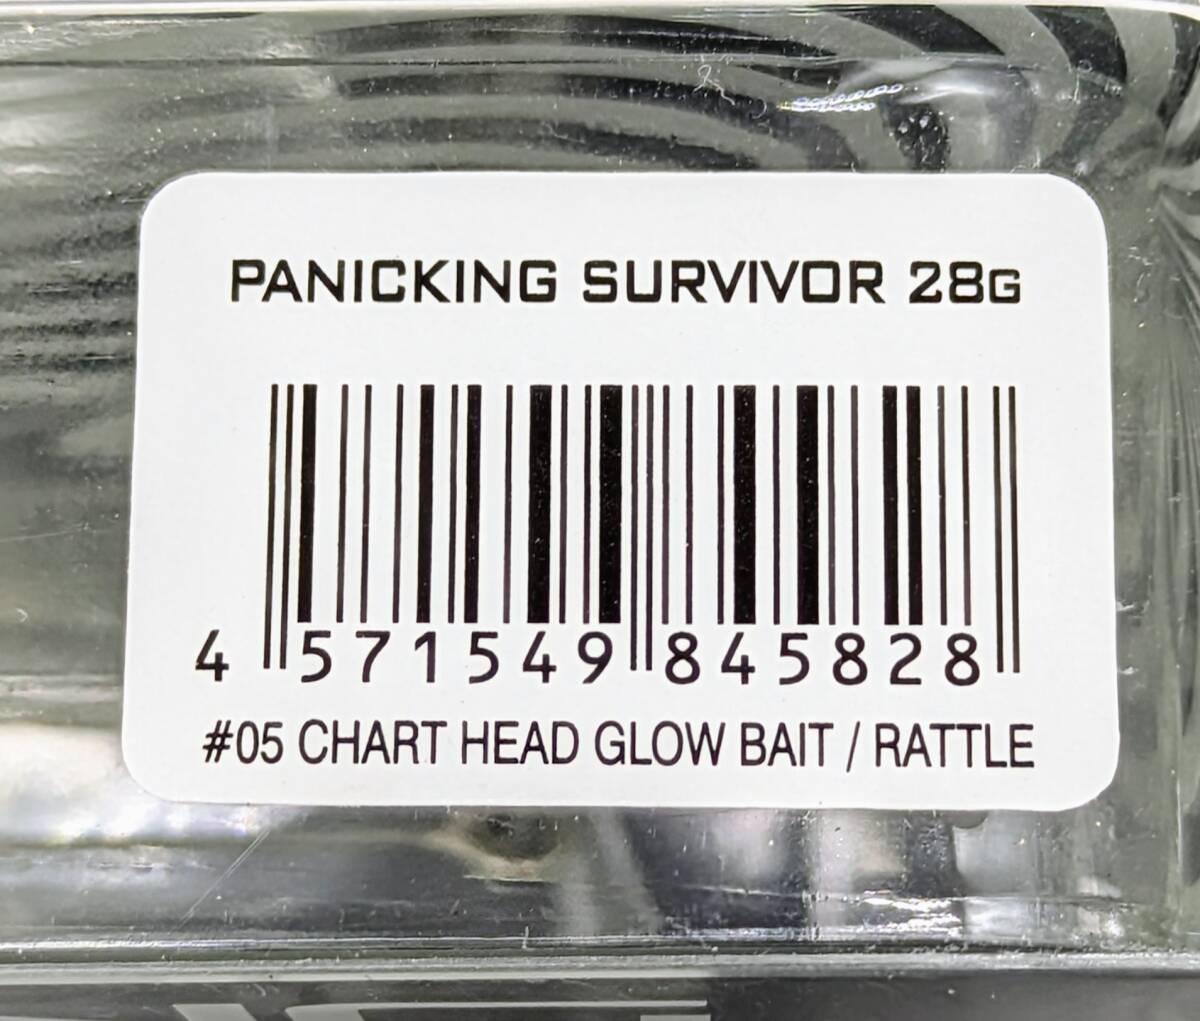 PANICKING SURVIVOR 28G
4 571549 845828
#05 CHART HEAD GLOW BAIT / RATTLE